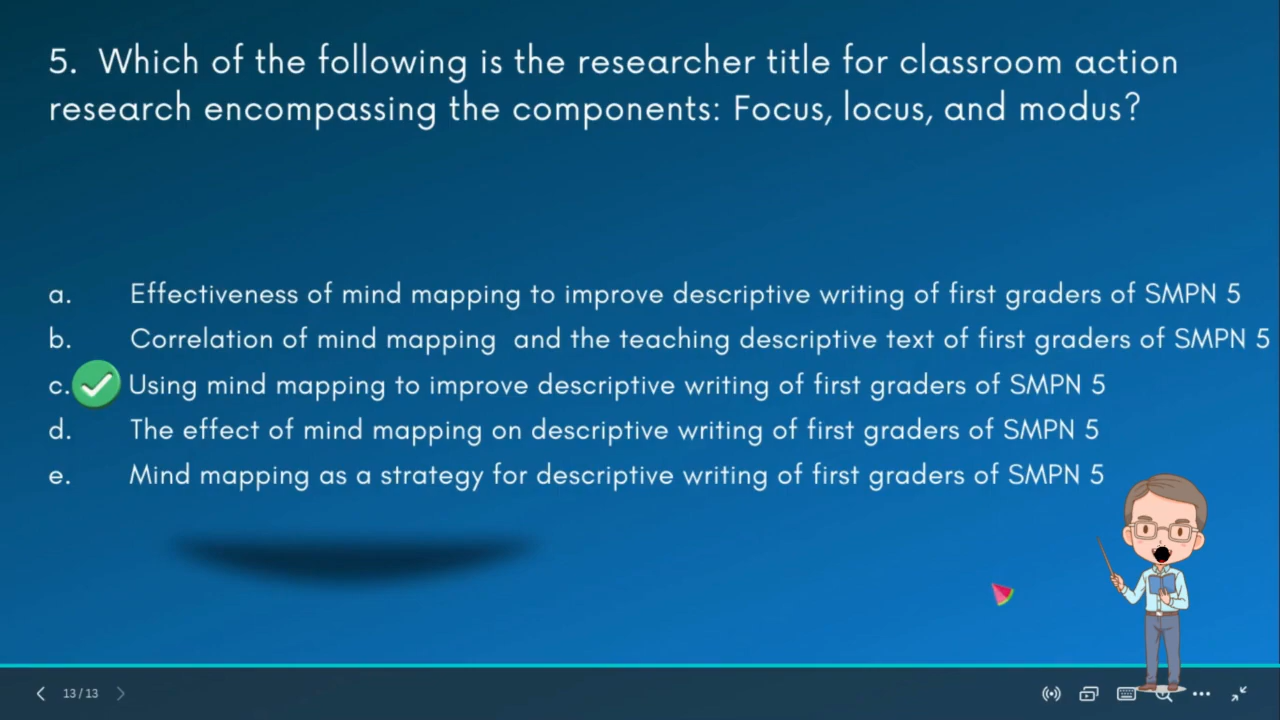 5. Which of the following is the researcher title for classroom action
research encompassing the components: Focus, locus, and modus?
a. Effectiveness of mind mapping to improve descriptive writing of first graders of SMPN 5
b. Correlation of mind mapping and the teaching descriptive text of first graders of SMPN 5
c. Using mind mapping to improve descriptive writing of first graders of SMPN 5
d. The effect of mind mapping on descriptive writing of first graders of SMPN 5
e. Mind mapping as a strategy for descriptive writing of first graders of SMPN 5
13/13